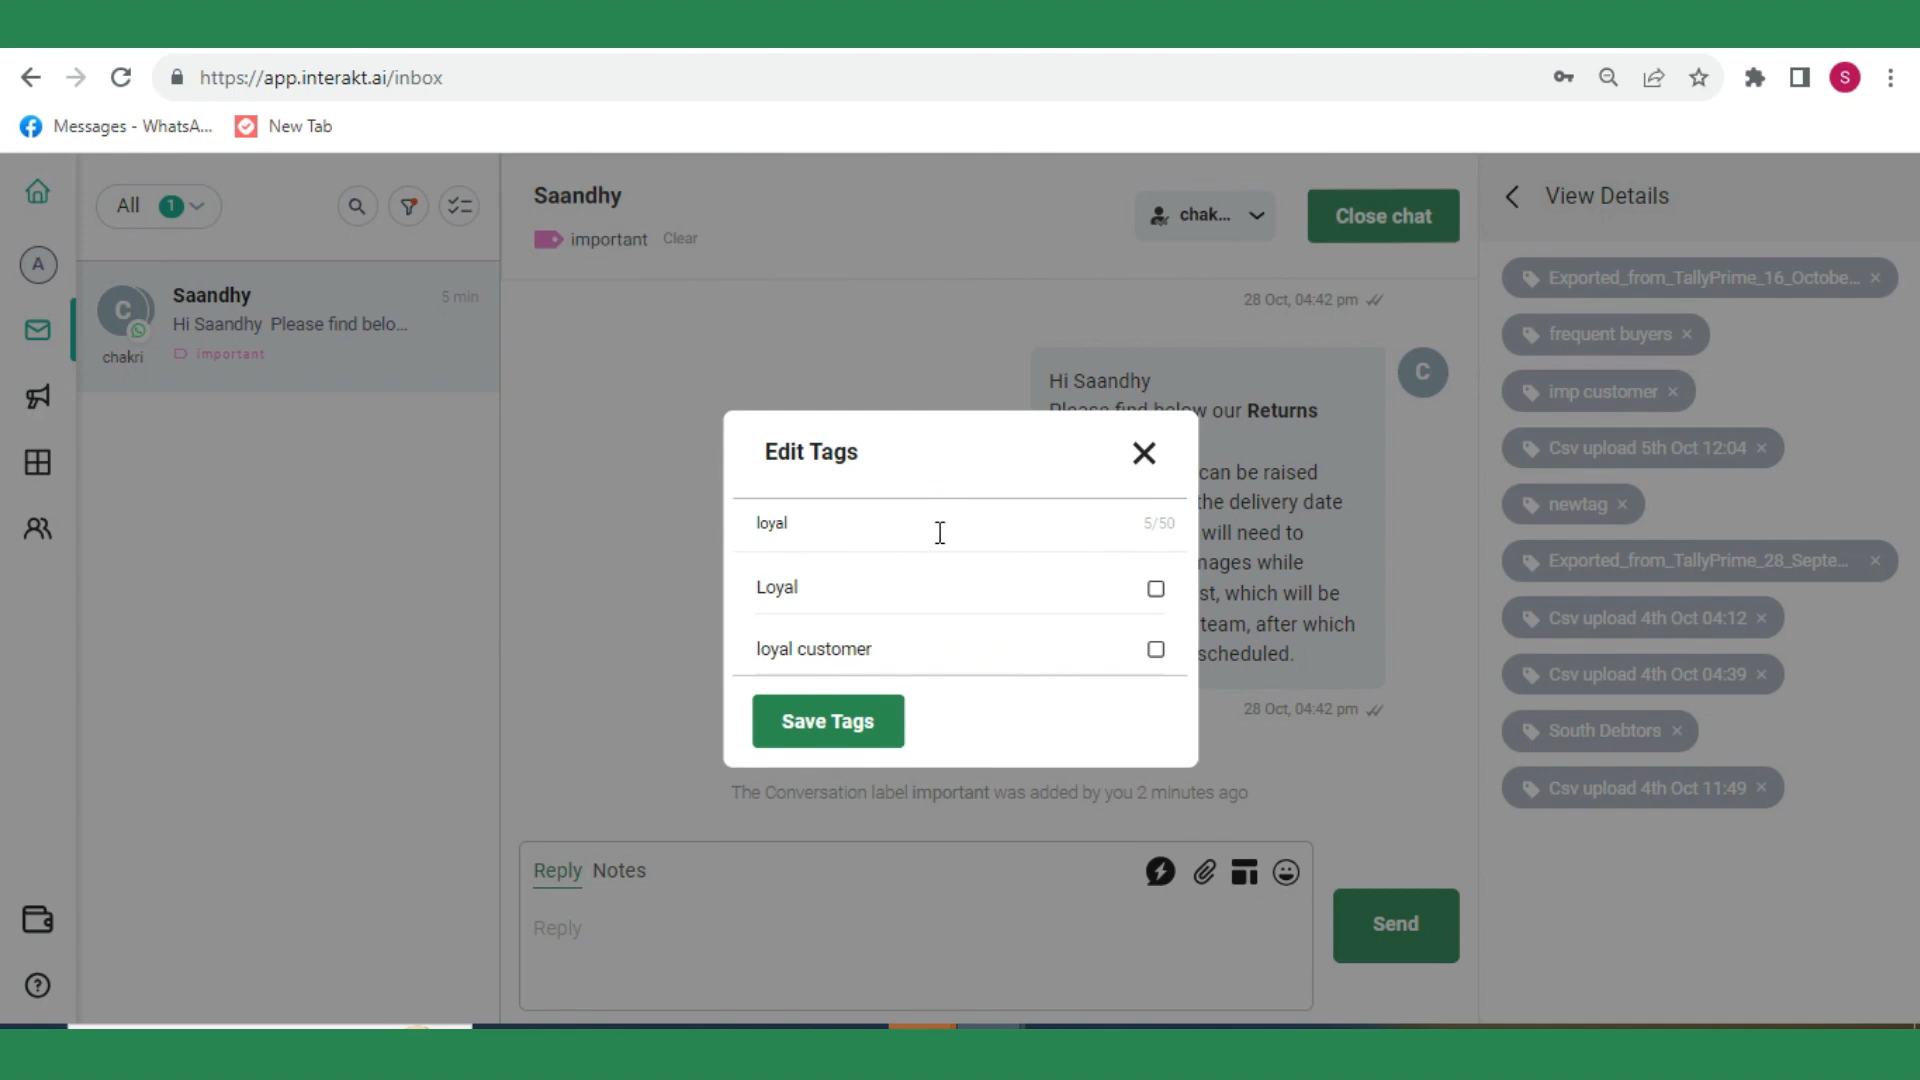 https://app.interakt.ai/inbox
S
Messages - WhatsA...
New Tab
All 1
A
C
Saandhy
5 min
Hi Saandhy Please find belo...
chakri
important
Saandhy
important Clear
chak...
Close chat
28 Oct, 04:42 pm
Hi Saandhy
C
Please find below our Returns
can be raised
the delivery date
will need to
mages while
st, which will be
team, after which
scheduled.
28 Oct, 04:42 pm
Edit Tags
loyal
5/50
Loyal
loyal customer
Save Tags
The Conversation label important was added by you 2 minutes ago
Reply Notes
Reply
Send
View Details
Exported_from_TallyPrime_16_Octobe... ×
frequent buyers ×
imp customer ×
Csv upload 5th Oct 12:04 ×
newtag ×
Exported_from_TallyPrime_28_Septe... ×
Csv upload 4th Oct 04:12 ×
Csv upload 4th Oct 04:39 ×
South Debtors ×
Csv upload 4th Oct 11:49 ×